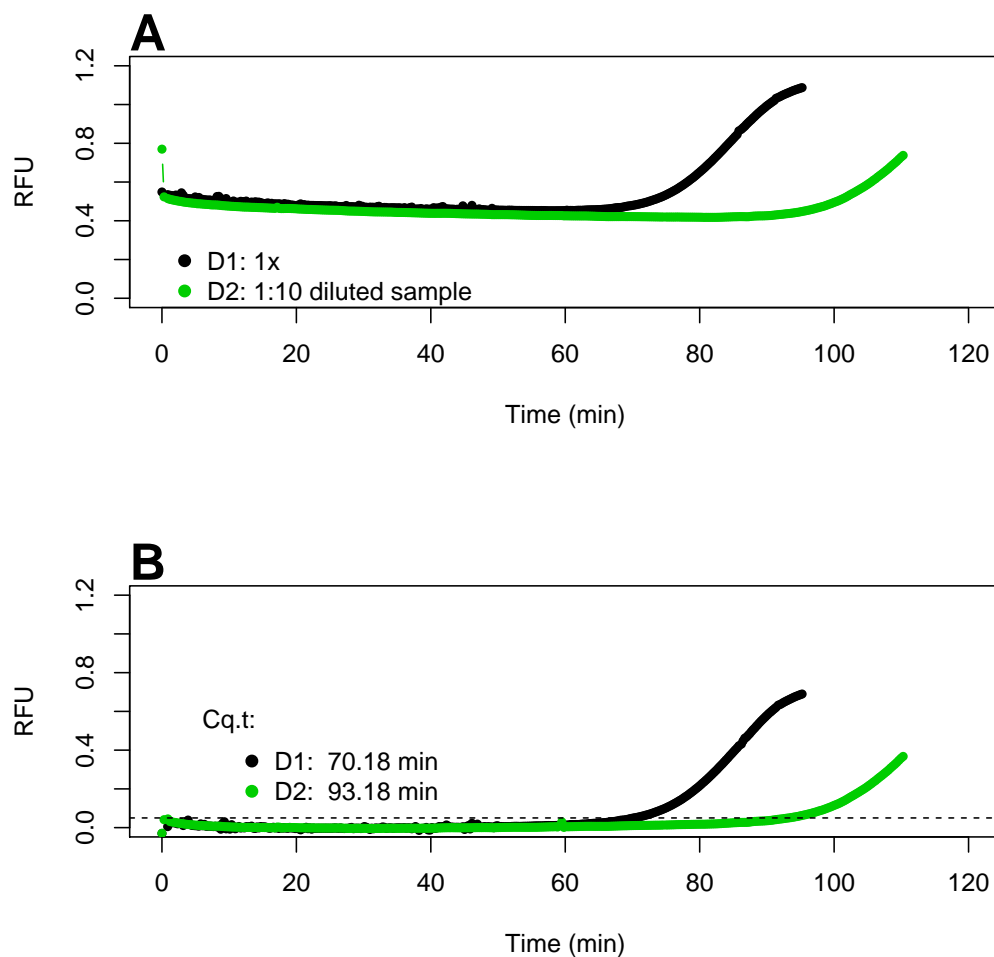 A
RFU
1.2
0.8
0.4
0.0
D1: 1x
D2: 1:10 diluted sample
0 20 40 60 80 100 120
Time (min)
B
RFU
1.2
0.8
0.4
0.0
Cq.t:
D1: 70.18 min
D2: 93.18 min
0 20 40 60 80 100 120
Time (min)